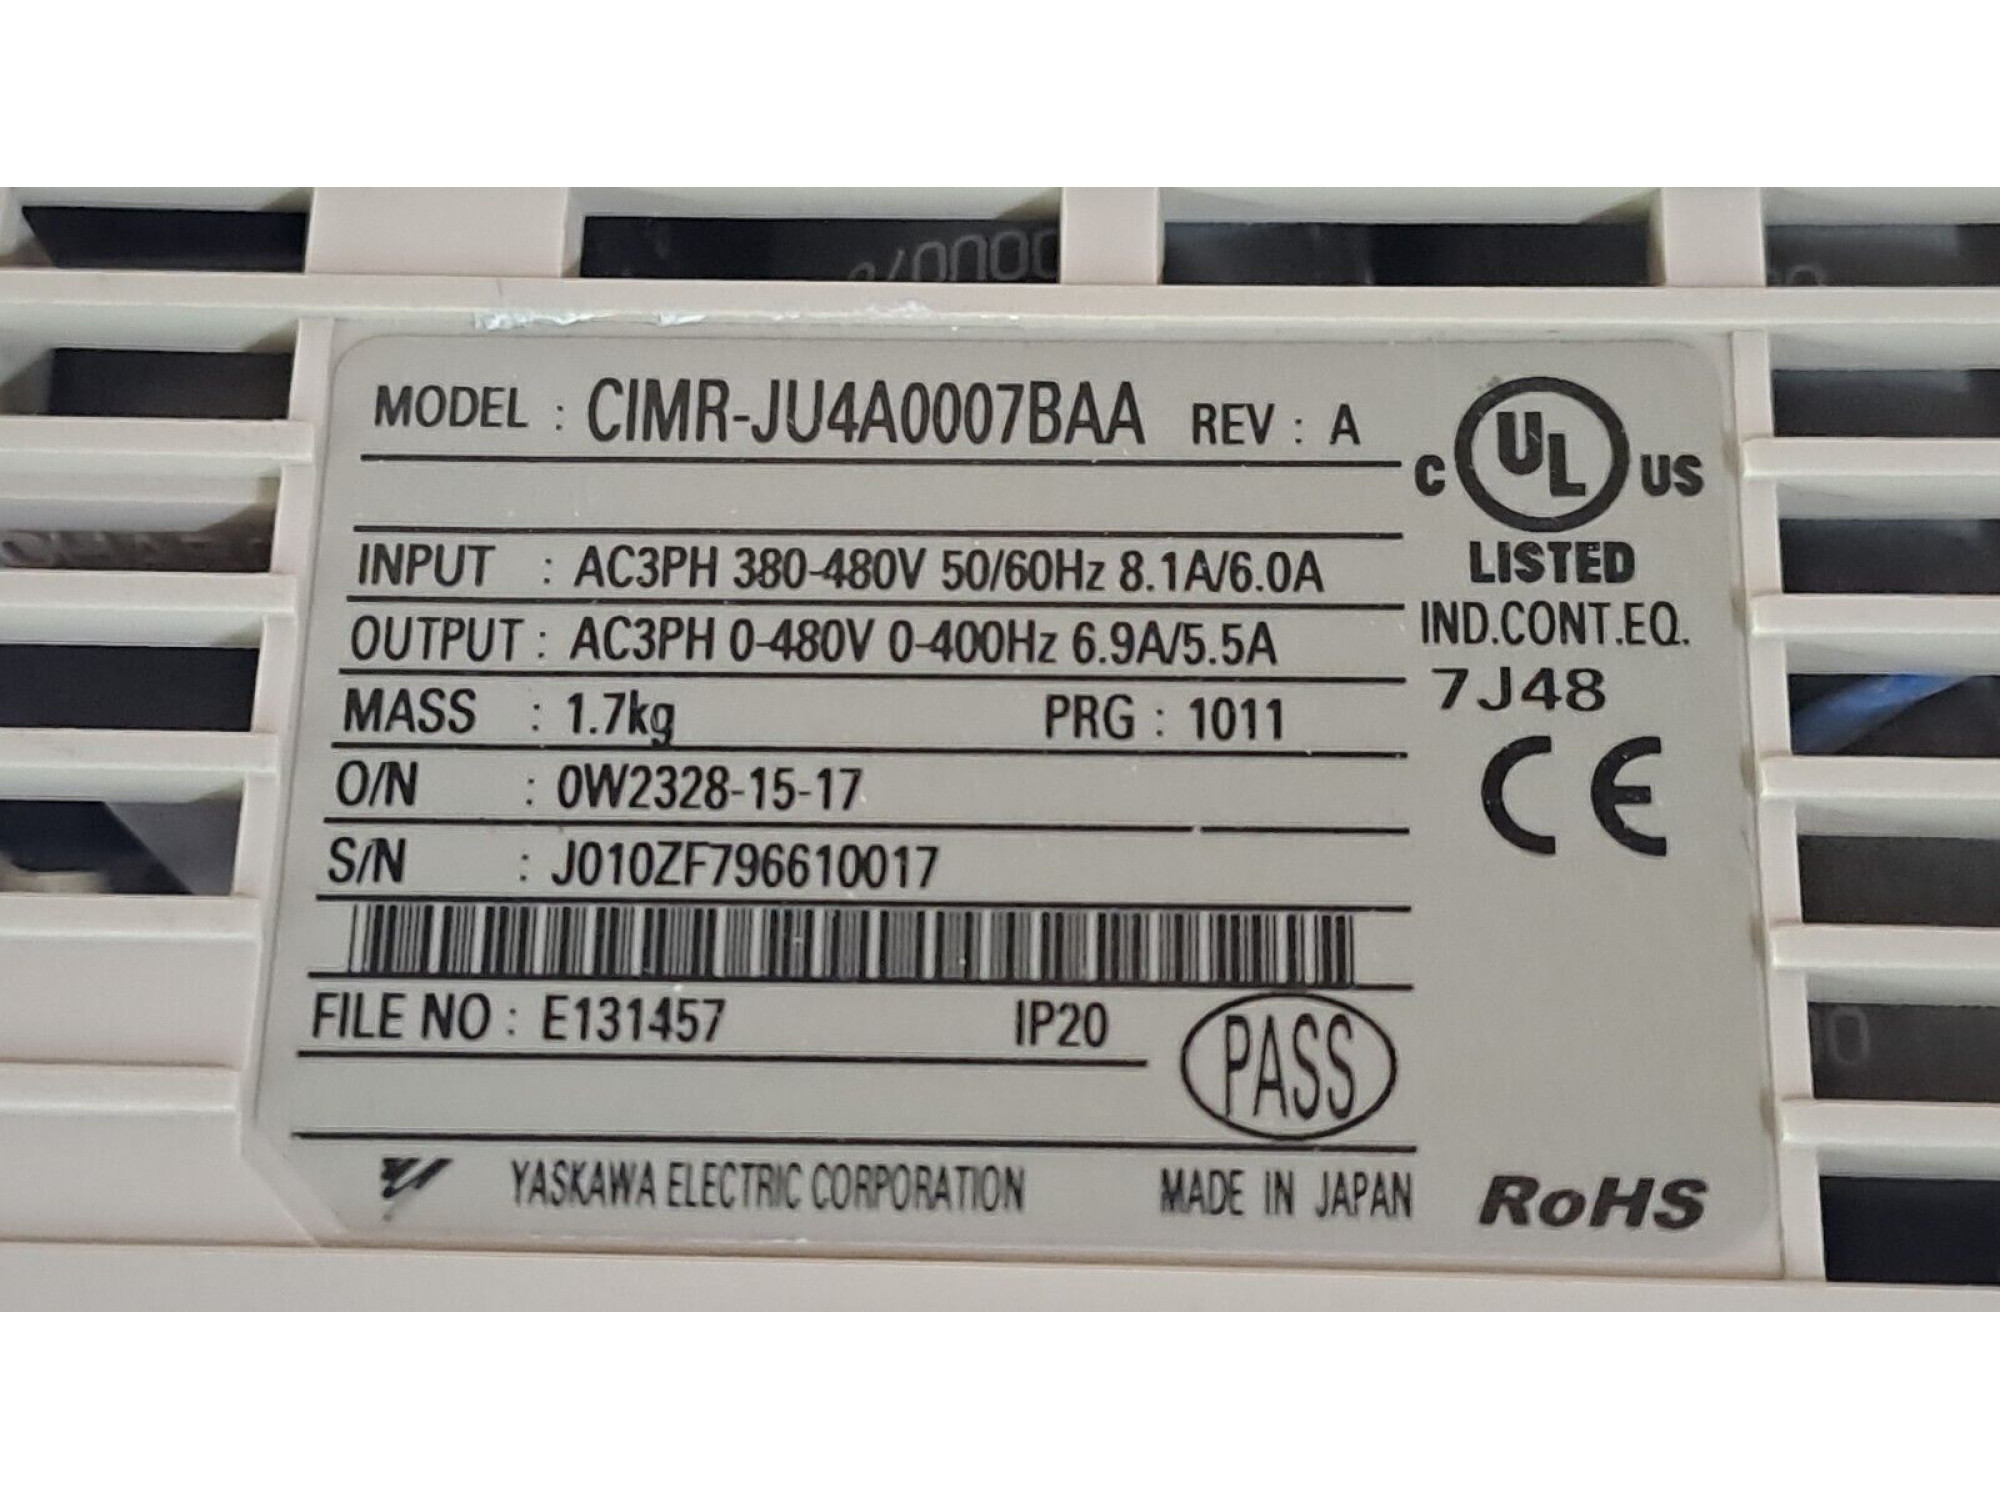 MODEL : CIMR-JU4A0007BAA REV : A
C UL US
LISTED
IND.CONT.EQ.
7J48
CE
INPUT : AC3PH 380-480V 50/60Hz 8.1A/6.0A
OUTPUT : AC3PH 0-480V 0-400Hz 6.9A/5.5A
MASS : 1.7kg PRG : 1011
O/N : 0W2328-15-17
S/N : J010ZF796610017
FILE NO : E131457 IP20
PASS
YASKAWA ELECTRIC CORPORATION MADE IN JAPAN
RoHS